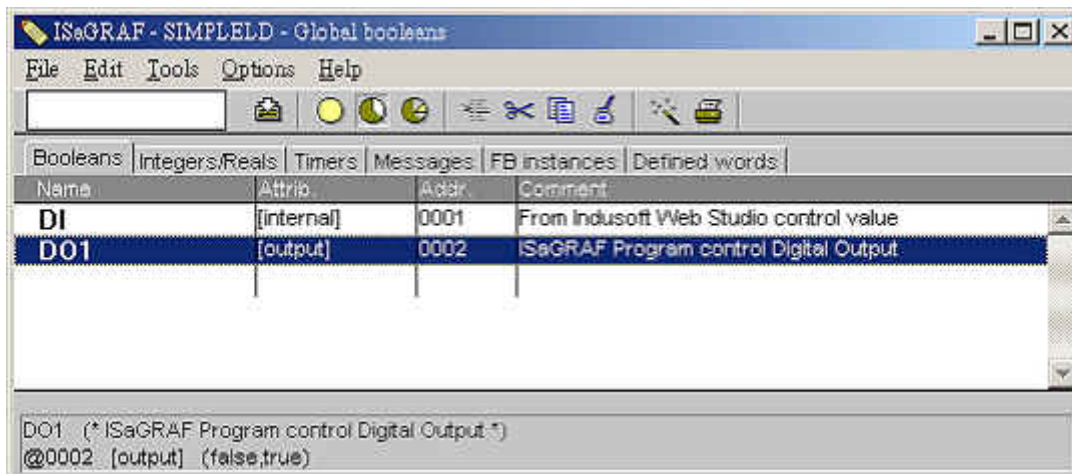 ISaGRAF - SIMPLELD - Global booleans
File Edit Tools Options Help
Booleans Integers/Reals Timers Messages FB instances Defined words
Name Attrib. Addr. Comment
DI [internal] 0001 From Indusoft Web Studio control value
DO1 [output] 0002 ISaGRAF Program control Digital Output
DO1 (* ISaGRAF Program control Digital Output *)
@0002 [output] (false,true)